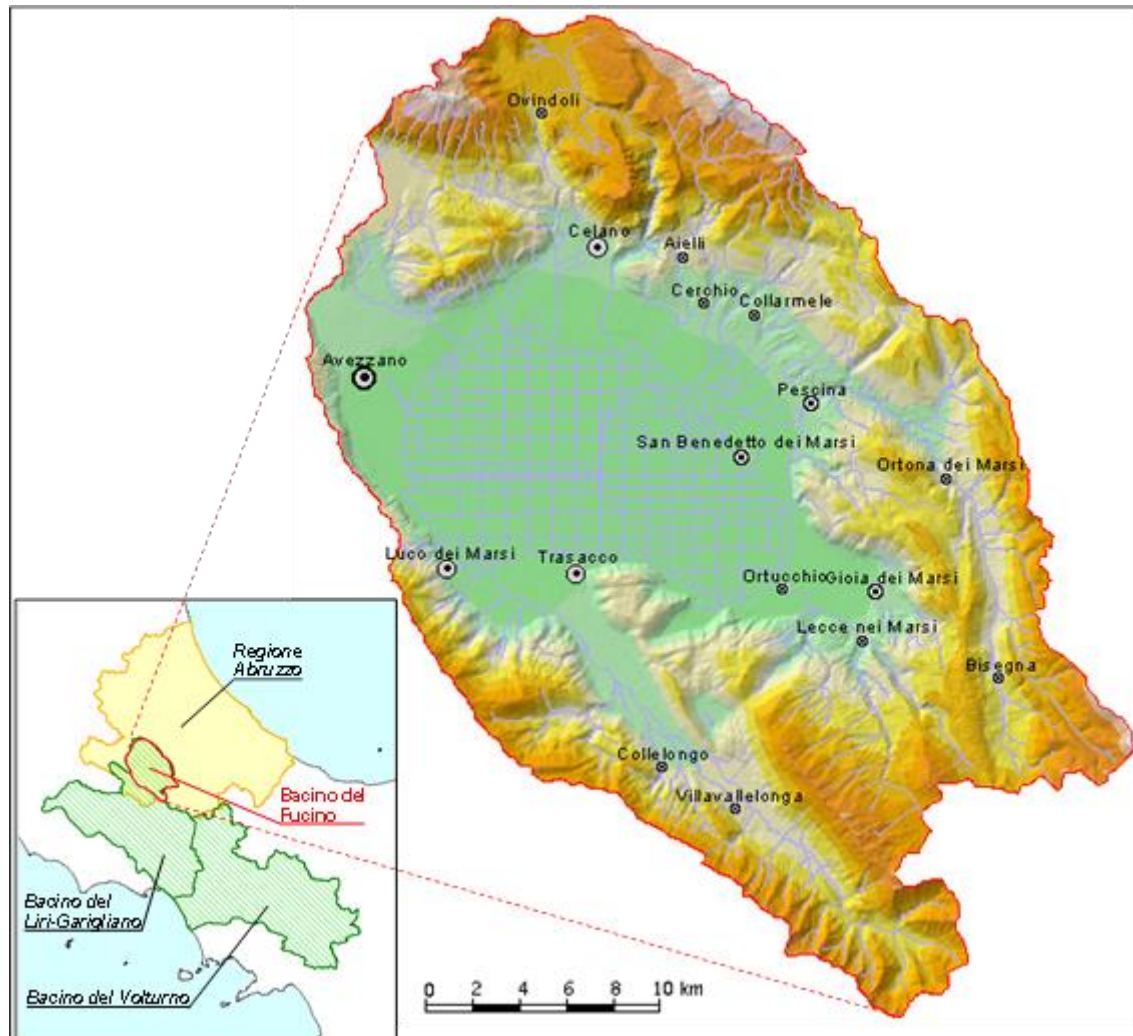 Ovindoli
Celano
Aielli
Cerchio
Collarmele
Avezzano
Pescina
San Benedetto dei Marsi
Ortona dei Marsi
Luco dei Marsi
Trasacco
Ortucchio
Gioia dei Marsi
Lecce nei Marsi
Bisegna
Collelongo
Villavallelonga
Regione
Abruzzo
Bacino del
Fucino
Bacino del
Liri-Garigliano
Bacino del Volturno
0 2 4 6 8 10 km